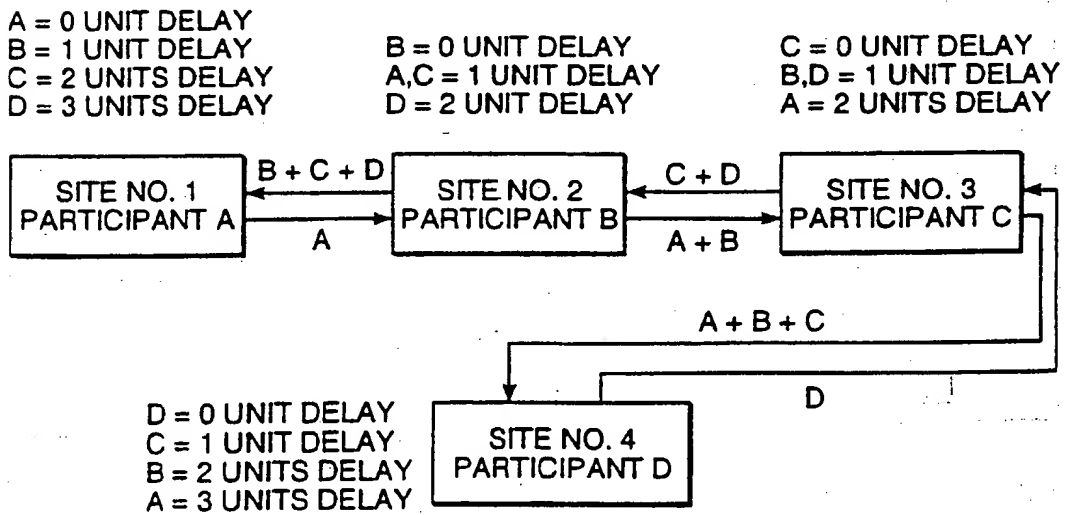 A = 0 UNIT DELAY
B = 1 UNIT DELAY
C = 2 UNITS DELAY
D = 3 UNITS DELAY
B = 0 UNIT DELAY
A,C = 1 UNIT DELAY
D = 2 UNIT DELAY
C = 0 UNIT DELAY
B,D = 1 UNIT DELAY
A = 2 UNITS DELAY
SITE NO. 1
PARTICIPANT A
B + C + D
A
SITE NO. 2
PARTICIPANT B
C + D
A + B
SITE NO. 3
PARTICIPANT C
A + B + C
D
D = 0 UNIT DELAY
C = 1 UNIT DELAY
B = 2 UNITS DELAY
A = 3 UNITS DELAY
SITE NO. 4
PARTICIPANT D